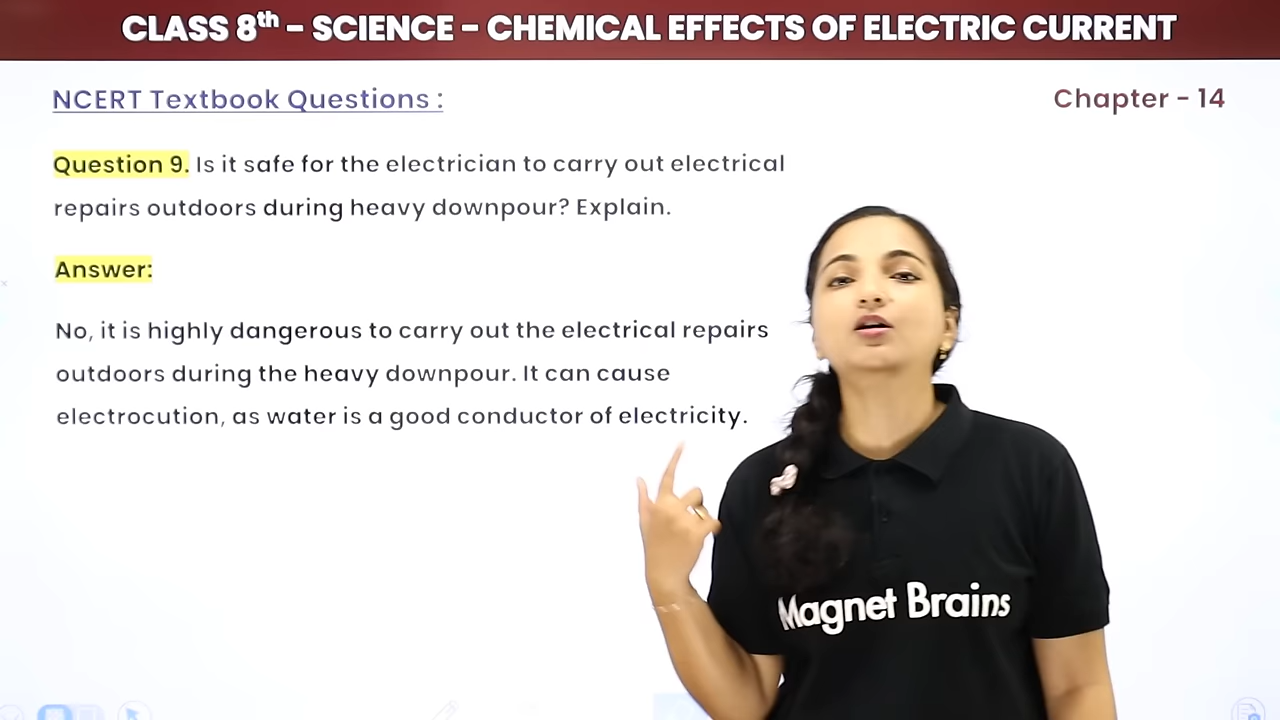 CLASS 8th - SCIENCE - CHEMICAL EFFECTS OF ELECTRIC CURRENT
NCERT Textbook Questions :
Chapter - 14
Question 9. Is it safe for the electrician to carry out electrical
repairs outdoors during heavy downpour? Explain.
Answer:
No, it is highly dangerous to carry out the electrical repairs
outdoors during the heavy downpour. It can cause
electrocution, as water is a good conductor of electricity.
Magnet Brains